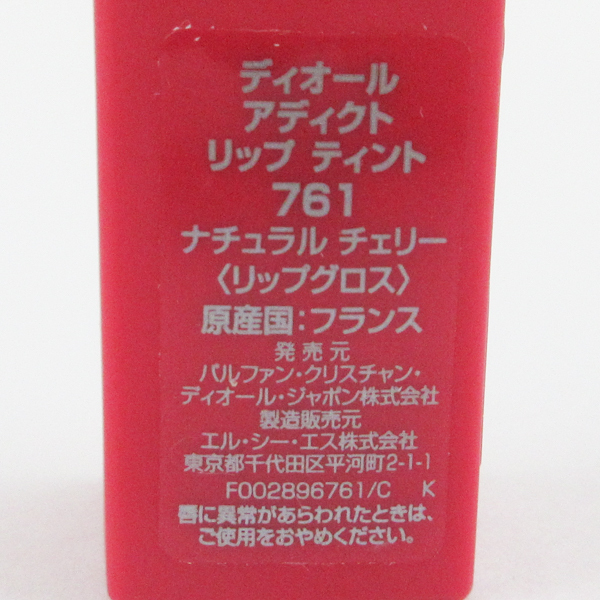 ディオール
アディクト
リップ ティント
761
ナチュラル チェリー
〈リップグロス〉
原産国:フランス
発売元
パルファン・クリスチャン・
ディオール・ジャポン株式会社
製造販売元
エル・シー・エス株式会社
東京都千代田区平河町2-1-1
F002896761/C K
唇に異常があらわれたときは、
ご使用をおやめください。